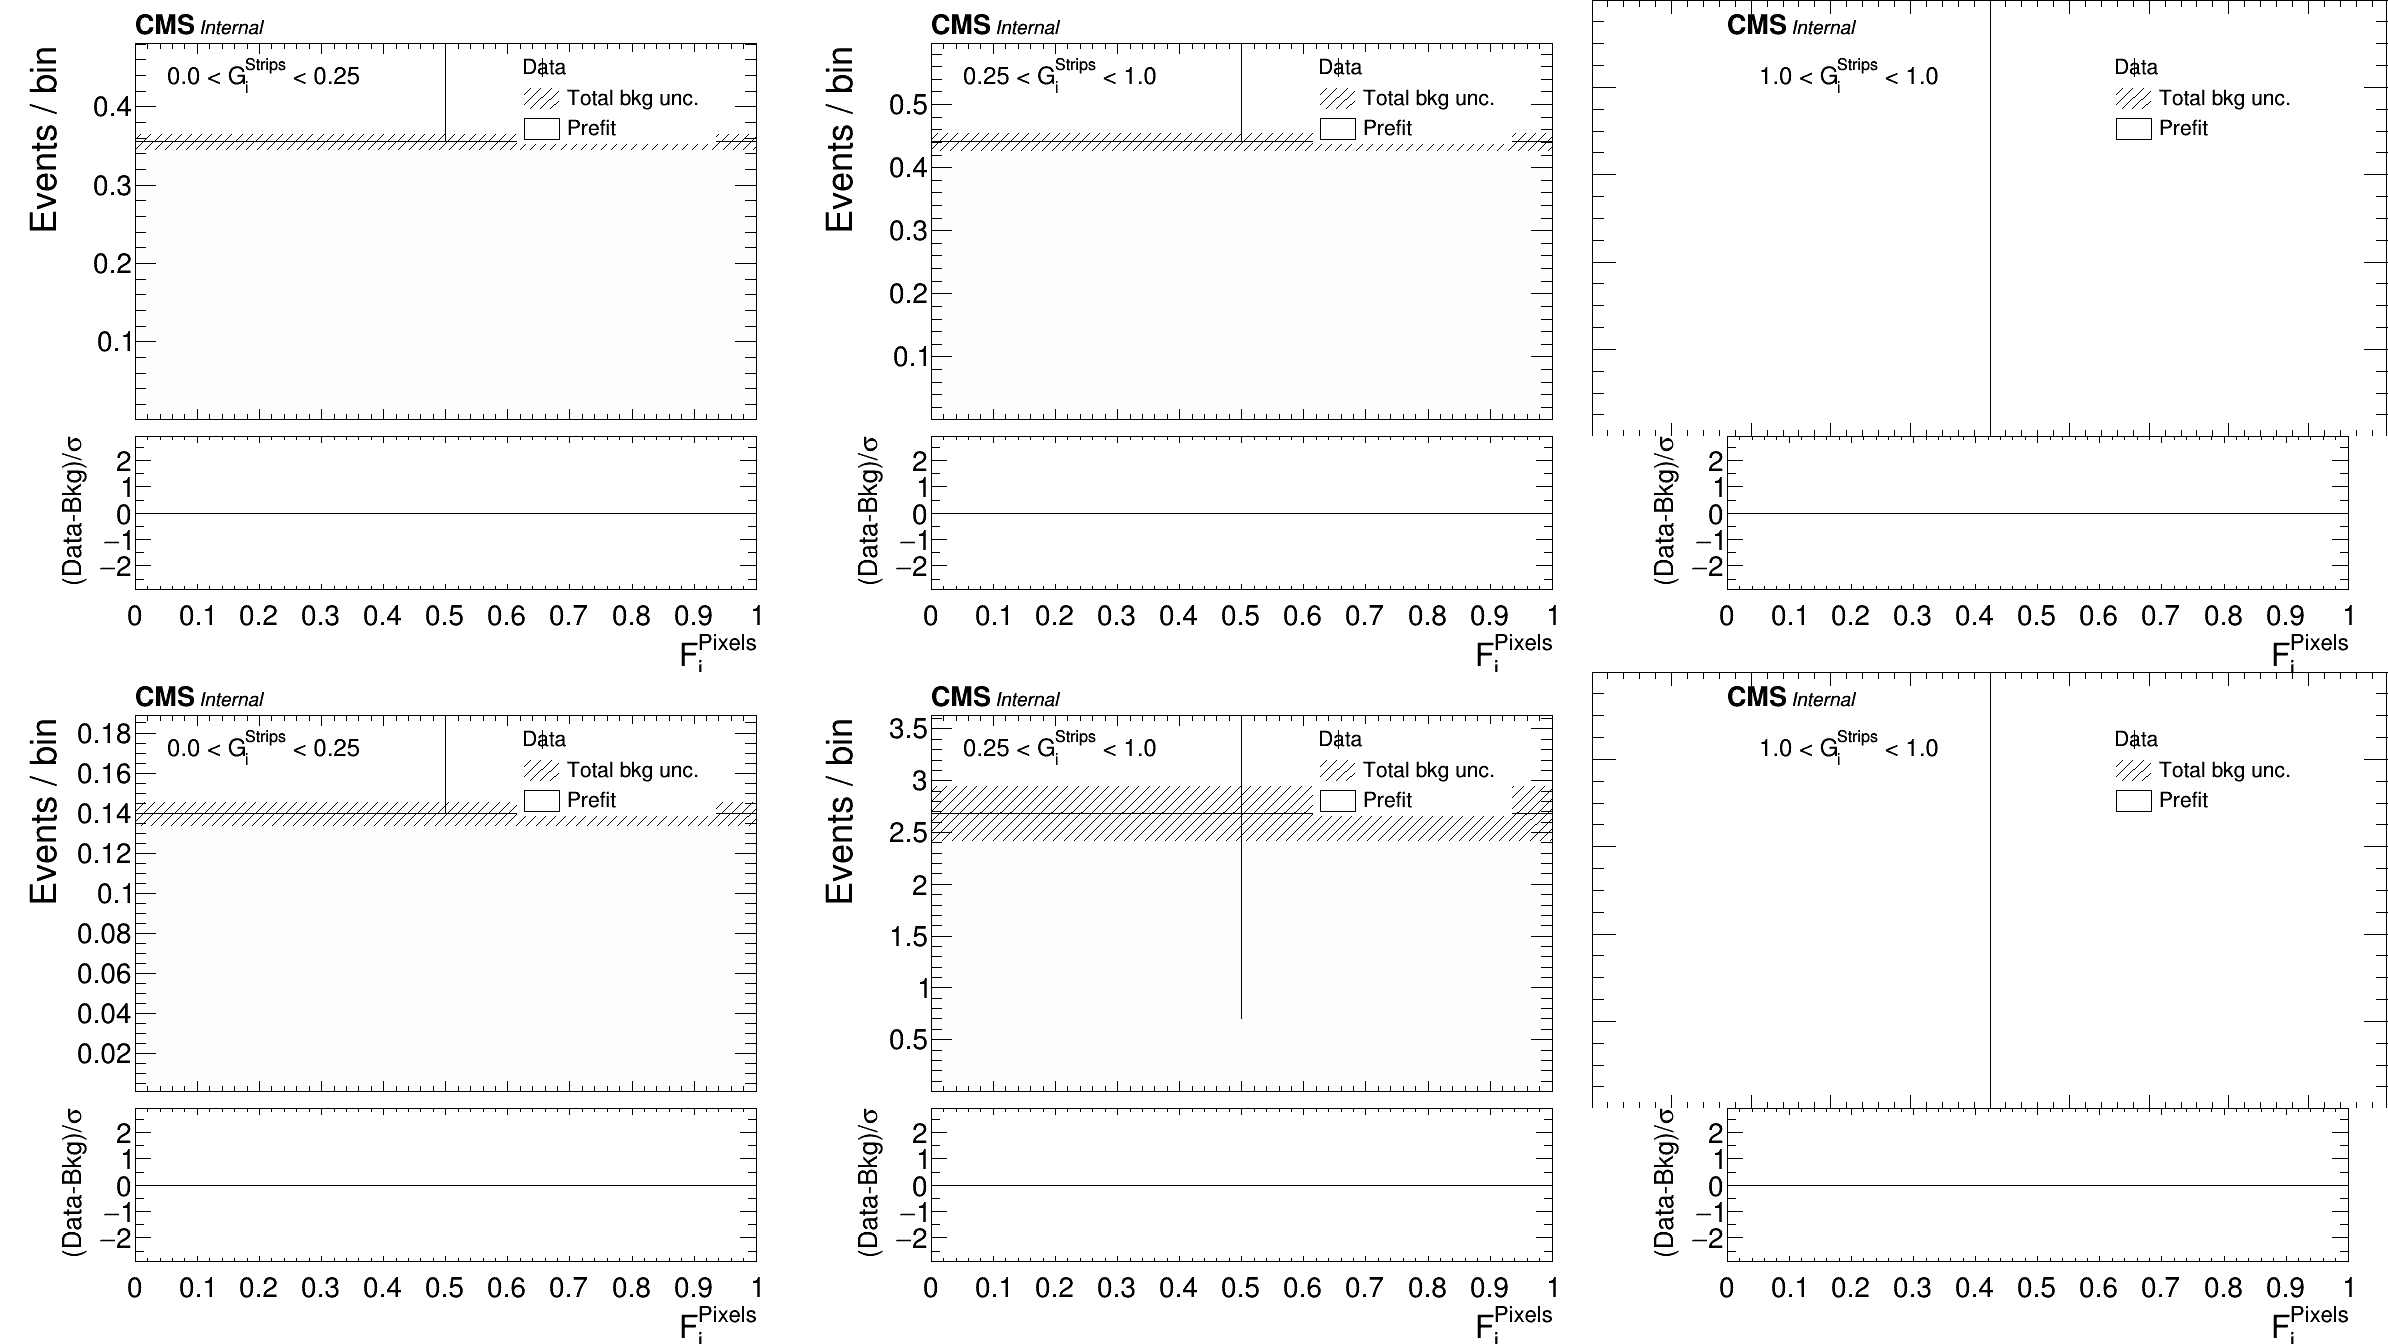 CMS Internal
Events / bin
0.0 < G_i^Strips < 0.25
Data
Total bkg unc.
Prefit
0.4
0.3
0.2
0.1
(Data-Bkg)/σ
2
1
0
−1
−2
0 0.1 0.2 0.3 0.4 0.5 0.6 0.7 0.8 0.9 1
F_i^Pixels
CMS Internal
Events / bin
0.25 < G_i^Strips < 1.0
Data
Total bkg unc.
Prefit
0.5
0.4
0.3
0.2
0.1
(Data-Bkg)/σ
2
1
0
−1
−2
0 0.1 0.2 0.3 0.4 0.5 0.6 0.7 0.8 0.9 1
F_i^Pixels
CMS Internal
1.0 < G_i^Strips < 1.0
Data
Total bkg unc.
Prefit
(Data-Bkg)/σ
2
1
0
−1
−2
0 0.1 0.2 0.3 0.4 0.5 0.6 0.7 0.8 0.9 1
F_i^Pixels
CMS Internal
Events / bin
0.0 < G_i^Strips < 0.25
Data
Total bkg unc.
Prefit
0.18
0.16
0.14
0.12
0.1
0.08
0.06
0.04
0.02
(Data-Bkg)/σ
2
1
0
−1
−2
0 0.1 0.2 0.3 0.4 0.5 0.6 0.7 0.8 0.9 1
F_i^Pixels
CMS Internal
Events / bin
0.25 < G_i^Strips < 1.0
Data
Total bkg unc.
Prefit
3.5
3
2.5
2
1.5
1
0.5
(Data-Bkg)/σ
2
1
0
−1
−2
0 0.1 0.2 0.3 0.4 0.5 0.6 0.7 0.8 0.9 1
F_i^Pixels
CMS Internal
1.0 < G_i^Strips < 1.0
Data
Total bkg unc.
Prefit
(Data-Bkg)/σ
2
1
0
−1
−2
0 0.1 0.2 0.3 0.4 0.5 0.6 0.7 0.8 0.9 1
F_i^Pixels